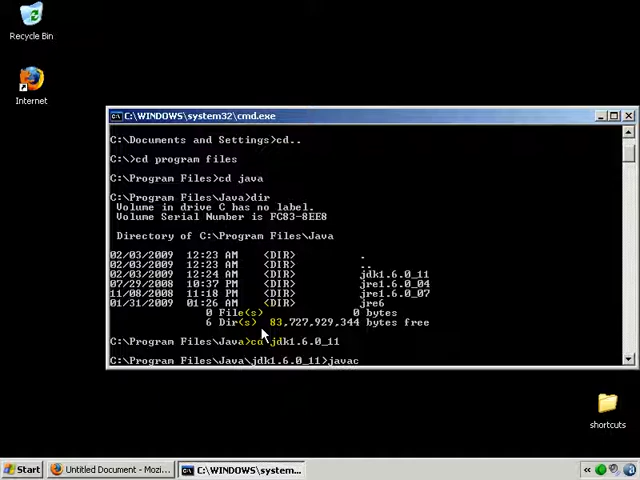 Recycle Bin
Internet
C:\WINDOWS\system32\cmd.exe
C:\Documents and Settings>cd..
C:\>cd program files
C:\Program Files>cd java
C:\Program Files\Java>dir
Volume in drive C has no label.
Volume Serial Number is FC83-8EE8
Directory of C:\Program Files\Java
02/03/2009 12:23 AM <DIR> .
02/03/2009 12:23 AM <DIR> ..
02/03/2009 12:24 AM <DIR> jdk1.6.0_11
07/29/2008 10:37 PM <DIR> jre1.6.0_04
11/08/2008 12:18 PM <DIR> jre1.6.0_07
01/31/2009 01:26 AM <DIR> jre6
0 File(s) 0 bytes
6 Dir(s) 83,727,929,344 bytes free
C:\Program Files\Java>cd jdk1.6.0_11
C:\Program Files\Java\jdk1.6.0_11>javac
shortcuts
Start
Untitled Document - Mozi...
C:\WINDOWS\system...